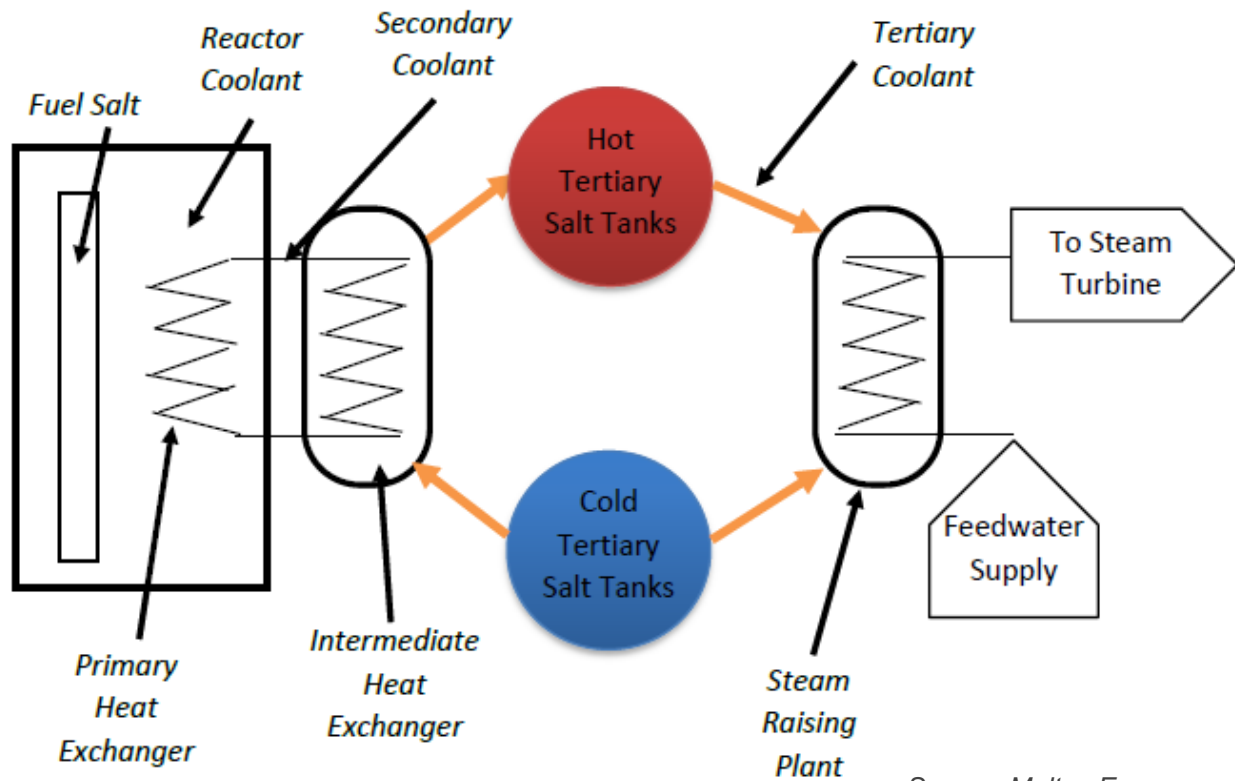 Reactor
Coolant
Secondary
Coolant
Tertiary
Coolant
Fuel Salt
Hot
Tertiary
Salt Tanks
To Steam
Turbine
Cold
Tertiary
Salt Tanks
Feedwater
Supply
Primary
Heat
Exchanger
Intermediate
Heat
Exchanger
Steam
Raising
Plant